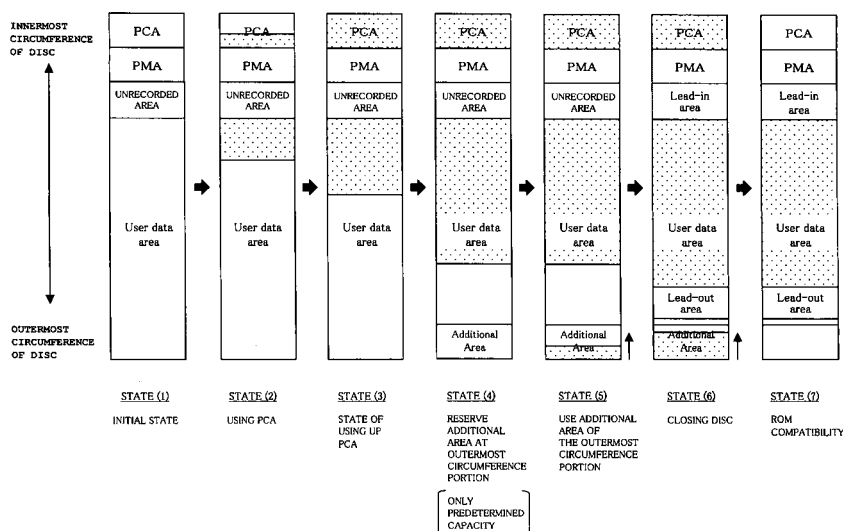 INNERMOST
CIRCUMFERENCE
OF DISC
OUTERMOST
CIRCUMFERENCE
OF DISC
PCA
PMA
UNRECORDED
AREA
User data
area
STATE (1)
INITIAL STATE
PCA
PMA
UNRECORDED
AREA
User data
area
STATE (2)
USING PCA
PCA
PMA
UNRECORDED
AREA
User data
area
STATE (3)
STATE OF
USING UP
PCA
PCA
PMA
UNRECORDED
AREA
User data
area
Additional
Area
STATE (4)
RESERVE
ADDITIONAL
AREA AT
OUTERMOST
CIRCUMFERENCE
PORTION
ONLY
PREDETERMINED
CAPACITY
PCA
PMA
UNRECORDED
AREA
User data
area
Additional
Area
STATE (5)
USE ADDITIONAL
AREA OF
THE OUTERMOST
CIRCUMFERENCE
PORTION
PCA
PMA
Lead-in
area
User data
area
Lead-out
area
Additional
Area
STATE (6)
CLOSING DISC
PCA
PMA
Lead-in
area
User data
area
Lead-out
area
STATE (7)
ROM
COMPATIBILITY